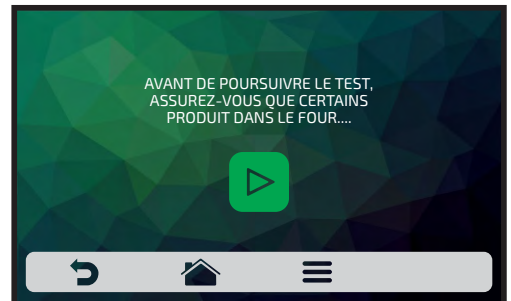 AVANT DE POURSUIVRE LE TEST,
ASSUREZ-VOUS QUE CERTAINS
PRODUIT DANS LE FOUR....